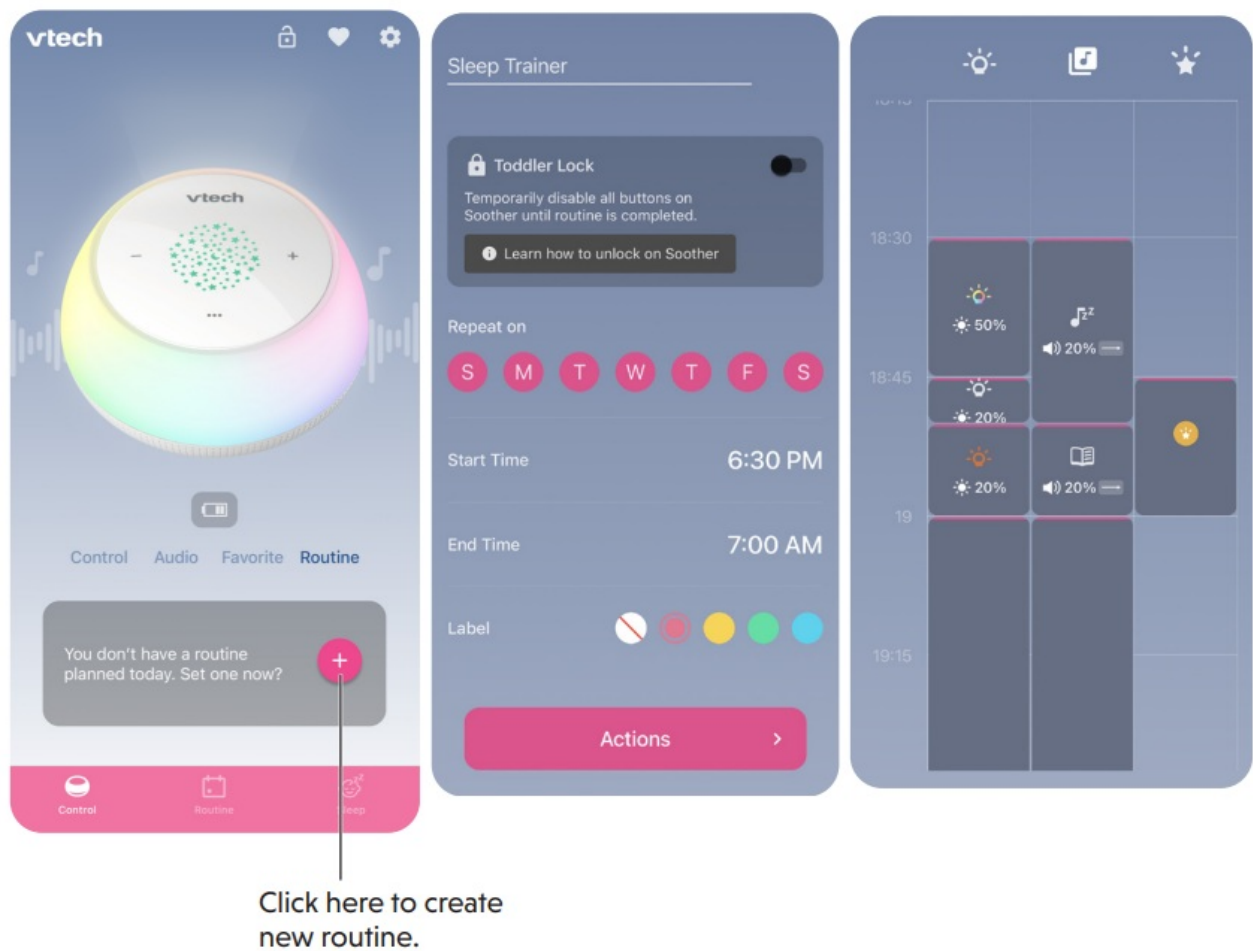 vtech
vtech
Control Audio Favorite Routine
You don't have a routine
planned today. Set one now?
Control Routine Sleep
Click here to create
new routine.
Sleep Trainer
Toddler Lock
Temporarily disable all buttons on
Soother until routine is completed.
Learn how to unlock on Soother
Repeat on
S M T W T F S
Start Time 6:30 PM
End Time 7:00 AM
Label
Actions
18:30
50%
20%
18:45
20%
20% 20%
19
19:15